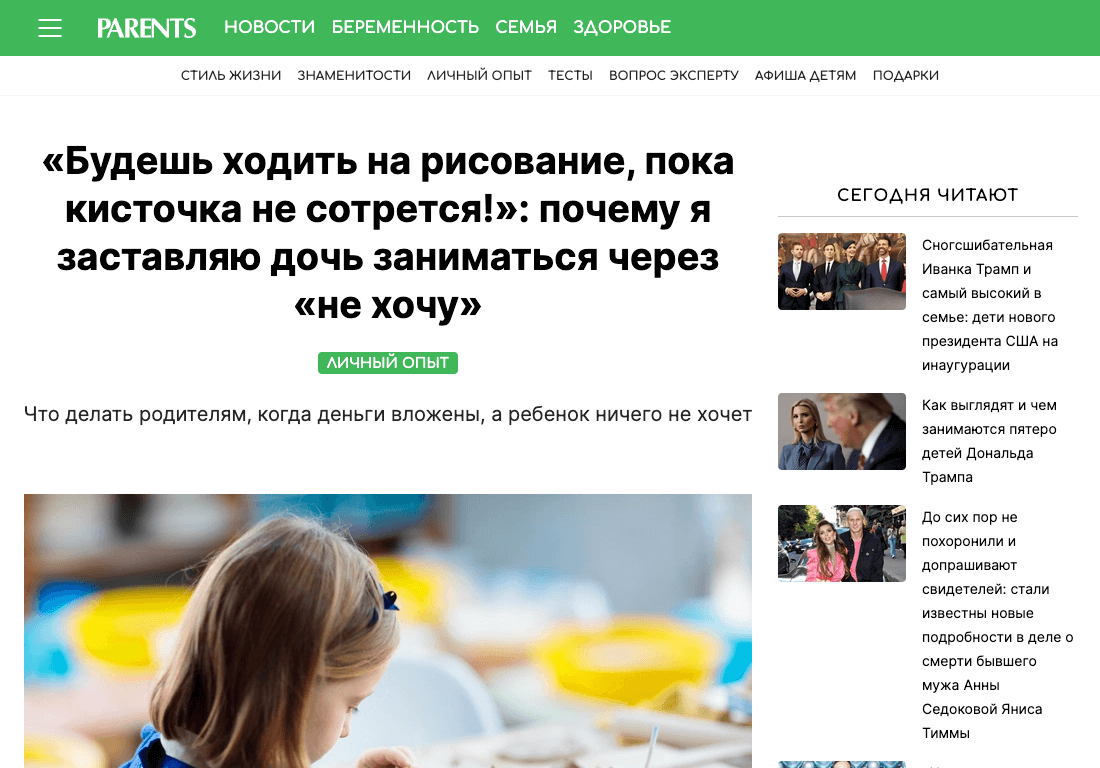 PARENTS
НОВОСТИ БЕРЕМЕННОСТЬ СЕМЬЯ ЗДОРОВЬЕ
СТИЛЬ ЖИЗНИ ЗНАМЕНИТОСТИ ЛИЧНЫЙ ОПЫТ ТЕСТЫ ВОПРОС ЭКСПЕРТУ АФИША ДЕТЯМ ПОДАРКИ
«Будешь ходить на рисование, пока
кисточка не сотрется!»: почему я
заставляю дочь заниматься через
«не хочу»
ЛИЧНЫЙ ОПЫТ
Что делать родителям, когда деньги вложены, а ребенок ничего не хочет
СЕГОДНЯ ЧИТАЮТ
Сногсшибательная
Иванка Трамп и
самый высокий в
семье: дети нового
президента США на
инаугурации
Как выглядят и чем
занимаются пятеро
детей Дональда
Трампа
До сих пор не
похоронили и
допрашивают
свидетелей: стали
известны новые
подробности в деле о
смерти бывшего
мужа Анны
Седоковой Яниса
Тиммы